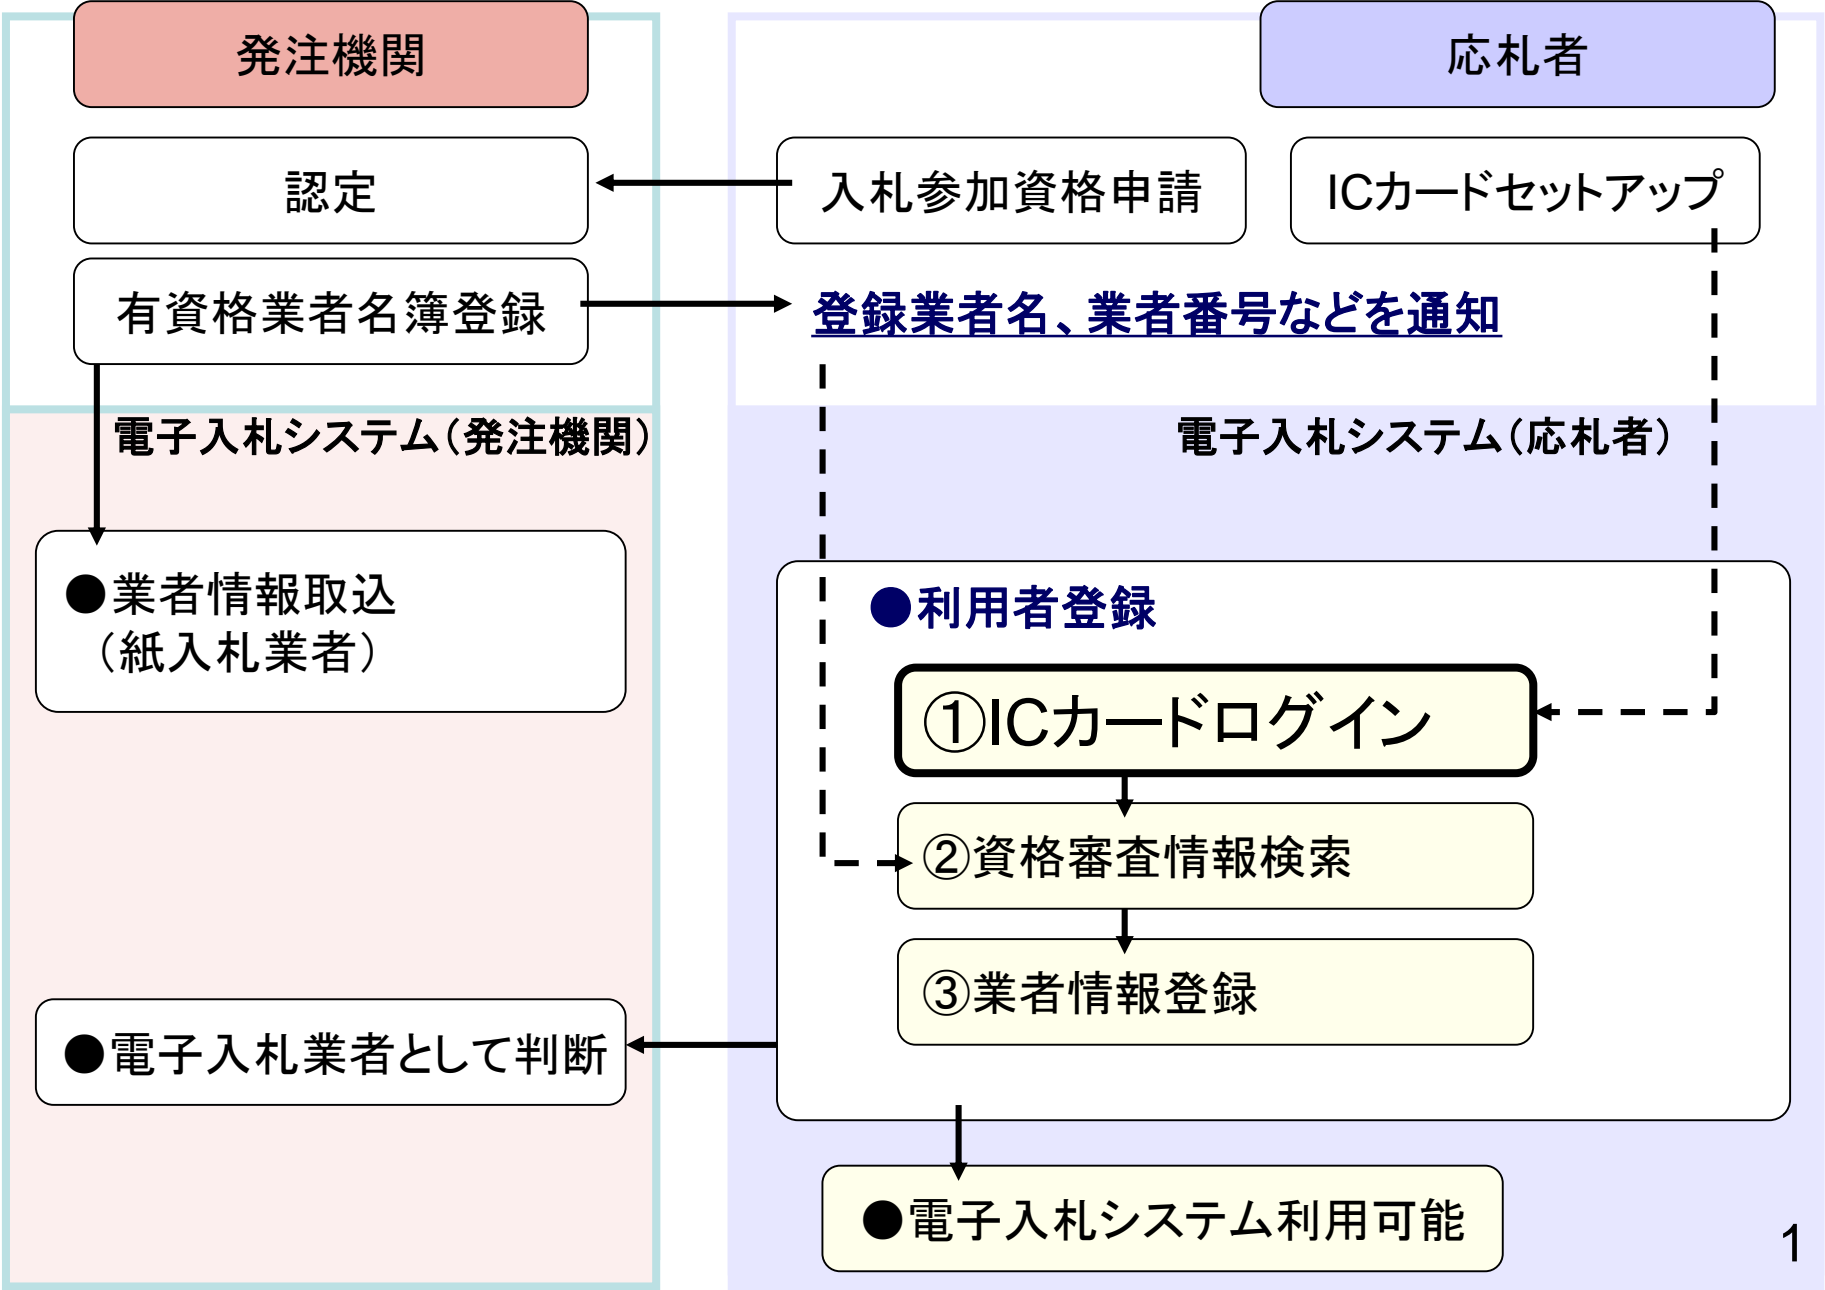 発注機関
応札者
認定
入札参加資格申請
ICカードセットアップ
有資格業者名簿登録
登録業者名、業者番号などを通知
電子入札システム（発注機関）
電子入札システム（応札者）
●業者情報取込
（紙入札業者）
●利用者登録
①ICカードログイン
②資格審査情報検索
③業者情報登録
●電子入札業者として判断
●電子入札システム利用可能
1